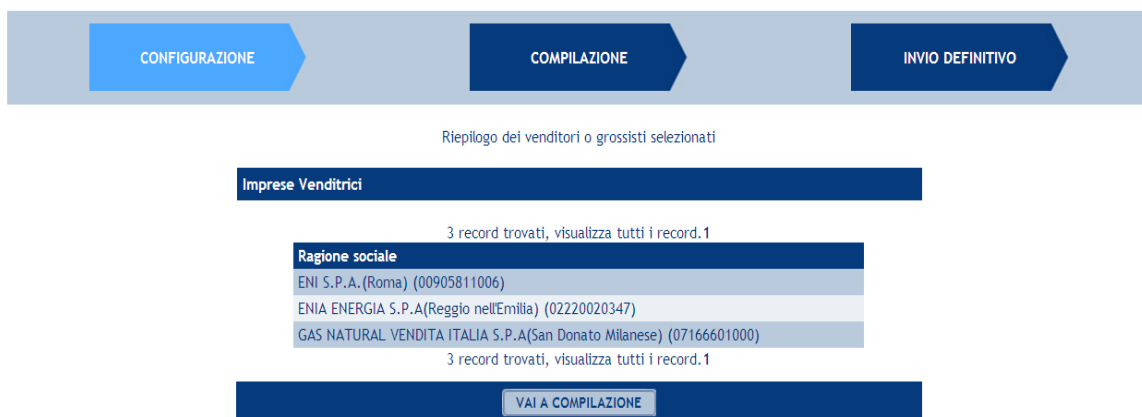 CONFIGURAZIONE
COMPILAZIONE
INVIO DEFINITIVO
Riepilogo dei venditori o grossisti selezionati
Imprese Venditrici
3 record trovati, visualizza tutti i record.1
Ragione sociale
ENI S.P.A.(Roma) (00905811006)
ENIA ENERGIA S.P.A(Reggio nell'Emilia) (02220020347)
GAS NATURAL VENDITA ITALIA S.P.A(San Donato Milanese) (07166601000)
3 record trovati, visualizza tutti i record.1
VAI A COMPILAZIONE